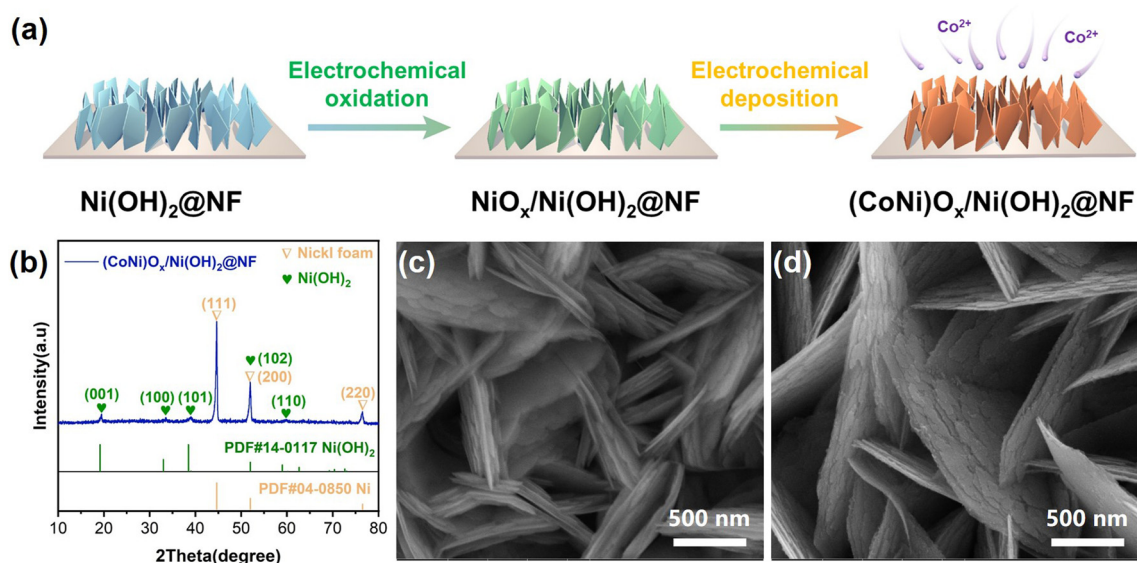 (a)
Co²⁺
Co²⁺
Electrochemical
oxidation
Electrochemical
deposition
Ni(OH)₂@NF
NiOₓ/Ni(OH)₂@NF
(CoNi)Oₓ/Ni(OH)₂@NF
(b)
(CoNi)Oₓ/Ni(OH)₂@NF
Nickl foam
Ni(OH)₂
(111)
(102)
(200)
(001)
(100)
(101)
(110)
(220)
PDF#14-0117 Ni(OH)₂
PDF#04-0850 Ni
10 20 30 40 50 60 70 80
2Theta(degree)
Intensity(a.u)
(c)
500 nm
(d)
500 nm